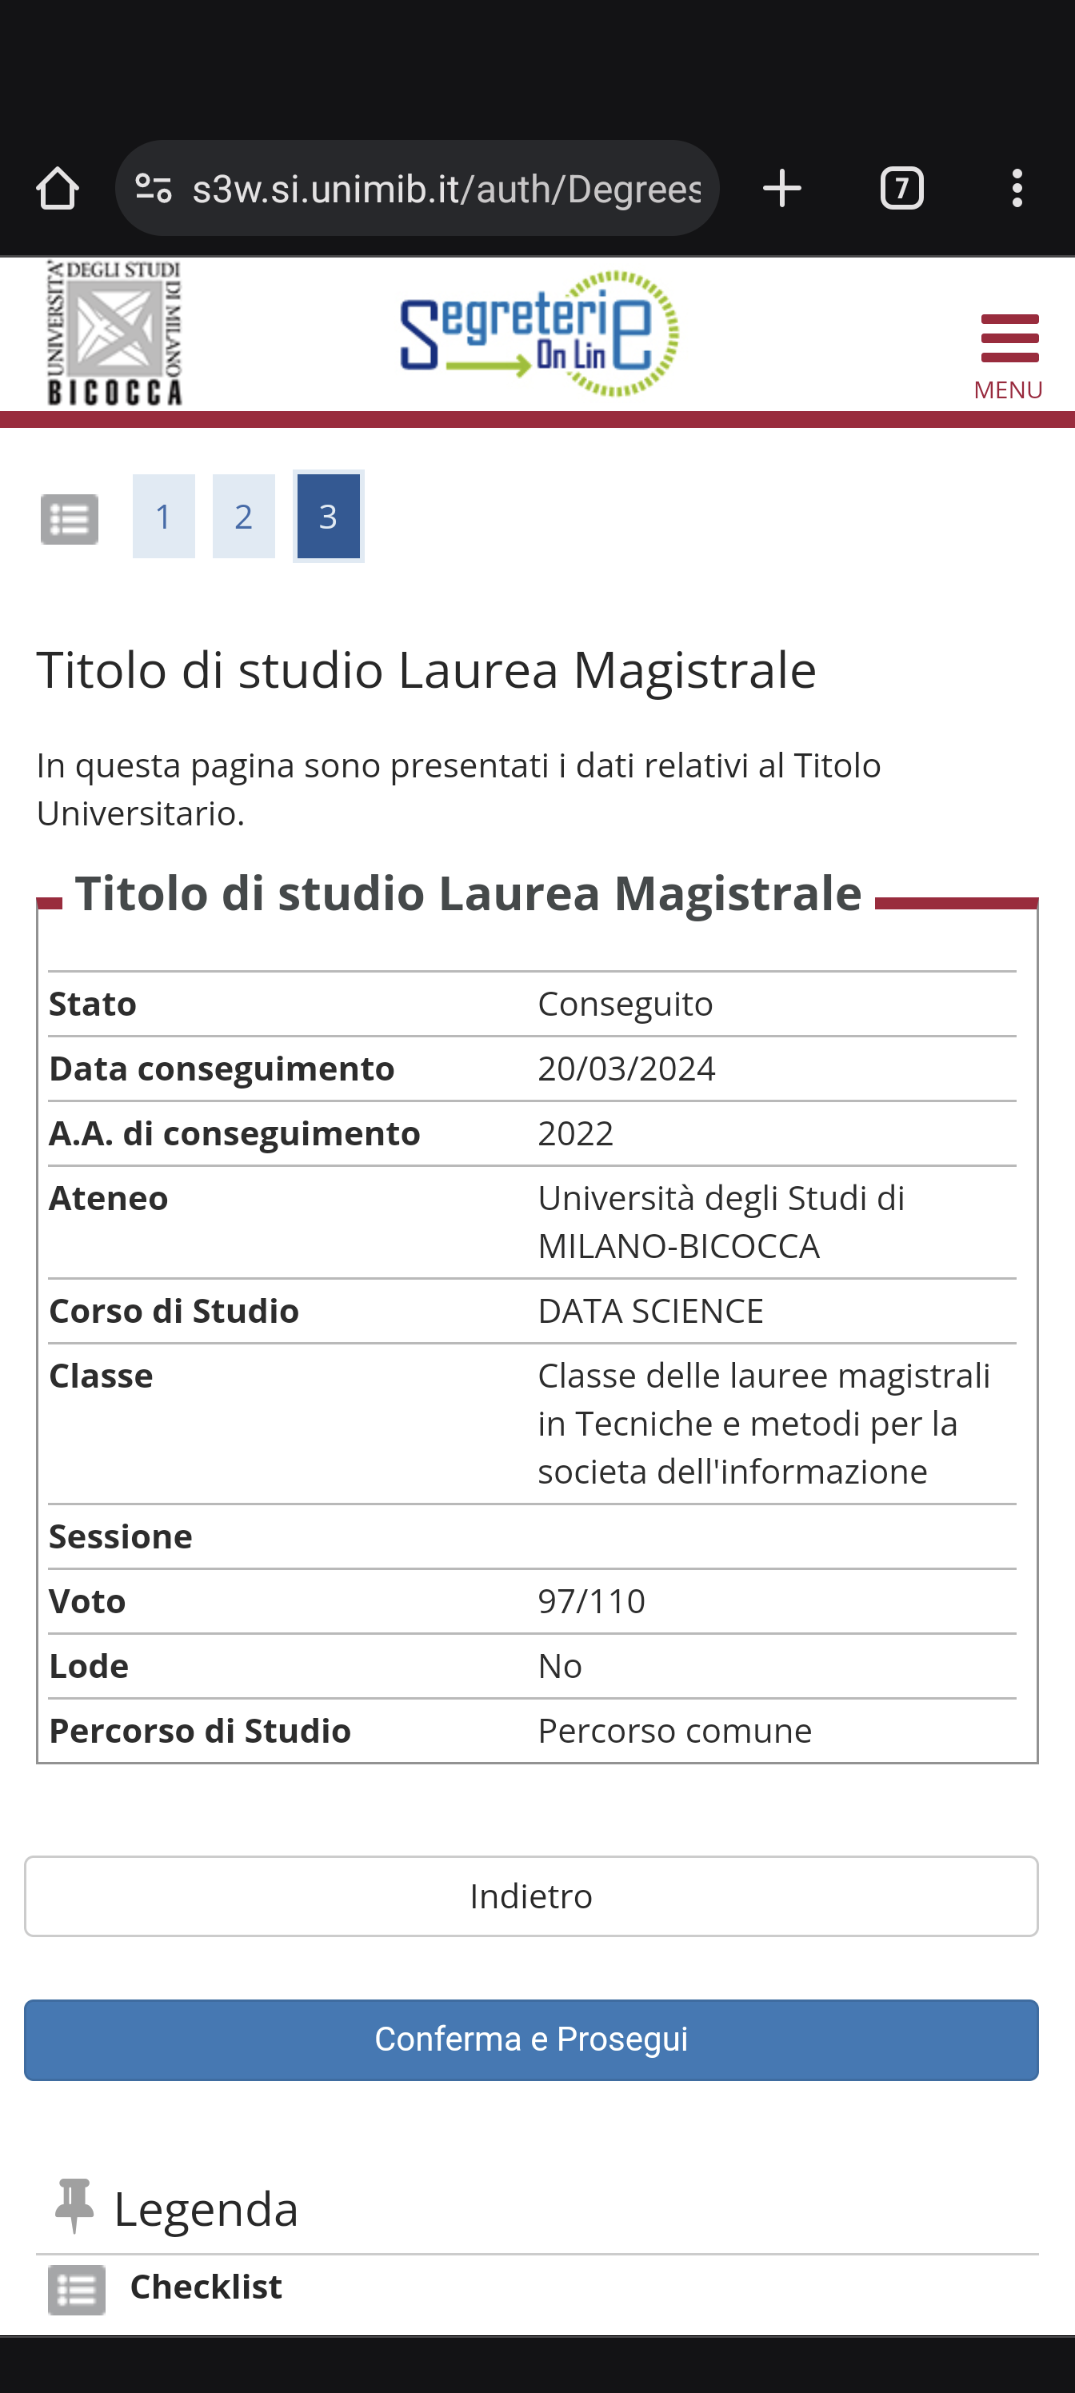 s3w.si.unimib.it/auth/Degrees
7
UNIVERSITA' DEGLI STUDI DI MILANO
BICOCCA
Segreterie
On Line
MENU
1 2 3
Titolo di studio Laurea Magistrale
In questa pagina sono presentati i dati relativi al Titolo
Universitario.
Titolo di studio Laurea Magistrale
Stato Conseguito
Data conseguimento 20/03/2024
A.A. di conseguimento 2022
Ateneo Università degli Studi di
MILANO-BICOCCA
Corso di Studio DATA SCIENCE
Classe Classe delle lauree magistrali
in Tecniche e metodi per la
societa dell'informazione
Sessione
Voto 97/110
Lode No
Percorso di Studio Percorso comune
Indietro
Conferma e Prosegui
Legenda
Checklist